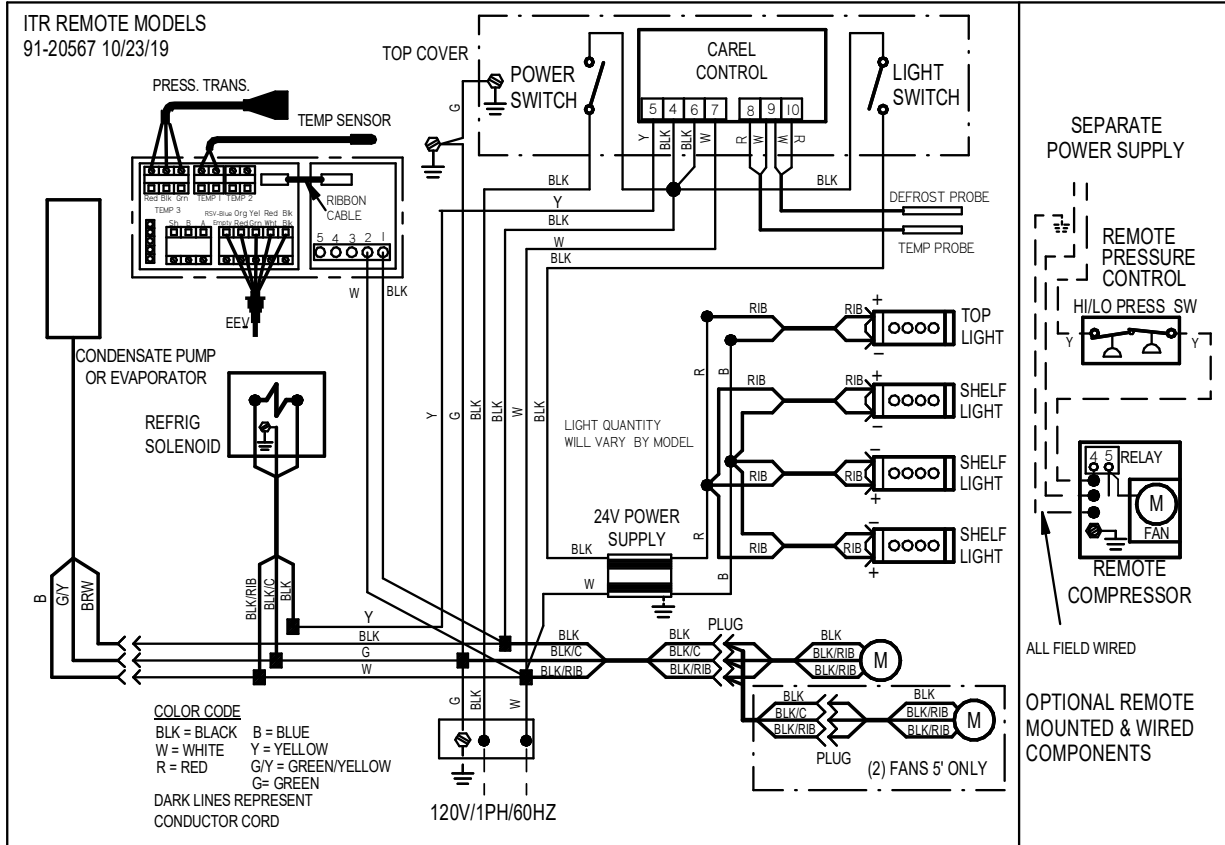 ITR REMOTE MODELS
91-20567 10/23/19
PRESS. TRANS.
TEMP SENSOR
TOP COVER
G
POWER
SWITCH
CAREL
CONTROL
5 4 6 7 8 9 10
LIGHT
SWITCH
Y
BLK
BLK
W
R
W
W
R
Red Blk Grn
TEMP 1 TEMP 2
TEMP 3
RIBBON
CABLE
Sh B A
RSV-Blue Org Yel Red Blk
Empty Red Grn Wht Blk
5 4 3 2 1
W
BLK
EEV
BLK
Y
BLK
W
BLK
BLK
DEFROST PROBE
TEMP PROBE
CONDENSATE PUMP
OR EVAPORATOR
REFRIG
SOLENOID
Y
G
BLK
BLK
W
BLK
LIGHT QUANTITY
WILL VARY BY MODEL
R
B
RIB
RIB
+
−
TOP
LIGHT
RIB
RIB
+
−
SHELF
LIGHT
RIB
RIB
−
+
SHELF
LIGHT
RIB
RIB
−
+
SHELF
LIGHT
24V POWER
SUPPLY
BLK
W
R
B
B
G/Y
BRW
BLK/RIB
BLK/C
BLK
Y
BLK
G
W
BLK
BLK/C
BLK/RIB
BLK
BLK/C
BLK/RIB
PLUG
BLK
BLK/RIB
BLK/RIB
M
BLK
BLK/C
BLK/RIB
PLUG
BLK
BLK/RIB
BLK/RIB
M
(2) FANS 5' ONLY
G
BLK
W
120V/1PH/60HZ
COLOR CODE
BLK = BLACK B = BLUE
W = WHITE Y = YELLOW
R = RED G/Y = GREEN/YELLOW
G= GREEN
DARK LINES REPRESENT
CONDUCTOR CORD
SEPARATE
POWER SUPPLY
REMOTE
PRESSURE
CONTROL
HI/LO PRESS SW
Y
Y
4 5 RELAY
M
FAN
REMOTE
COMPRESSOR
ALL FIELD WIRED
OPTIONAL REMOTE
MOUNTED & WIRED
COMPONENTS